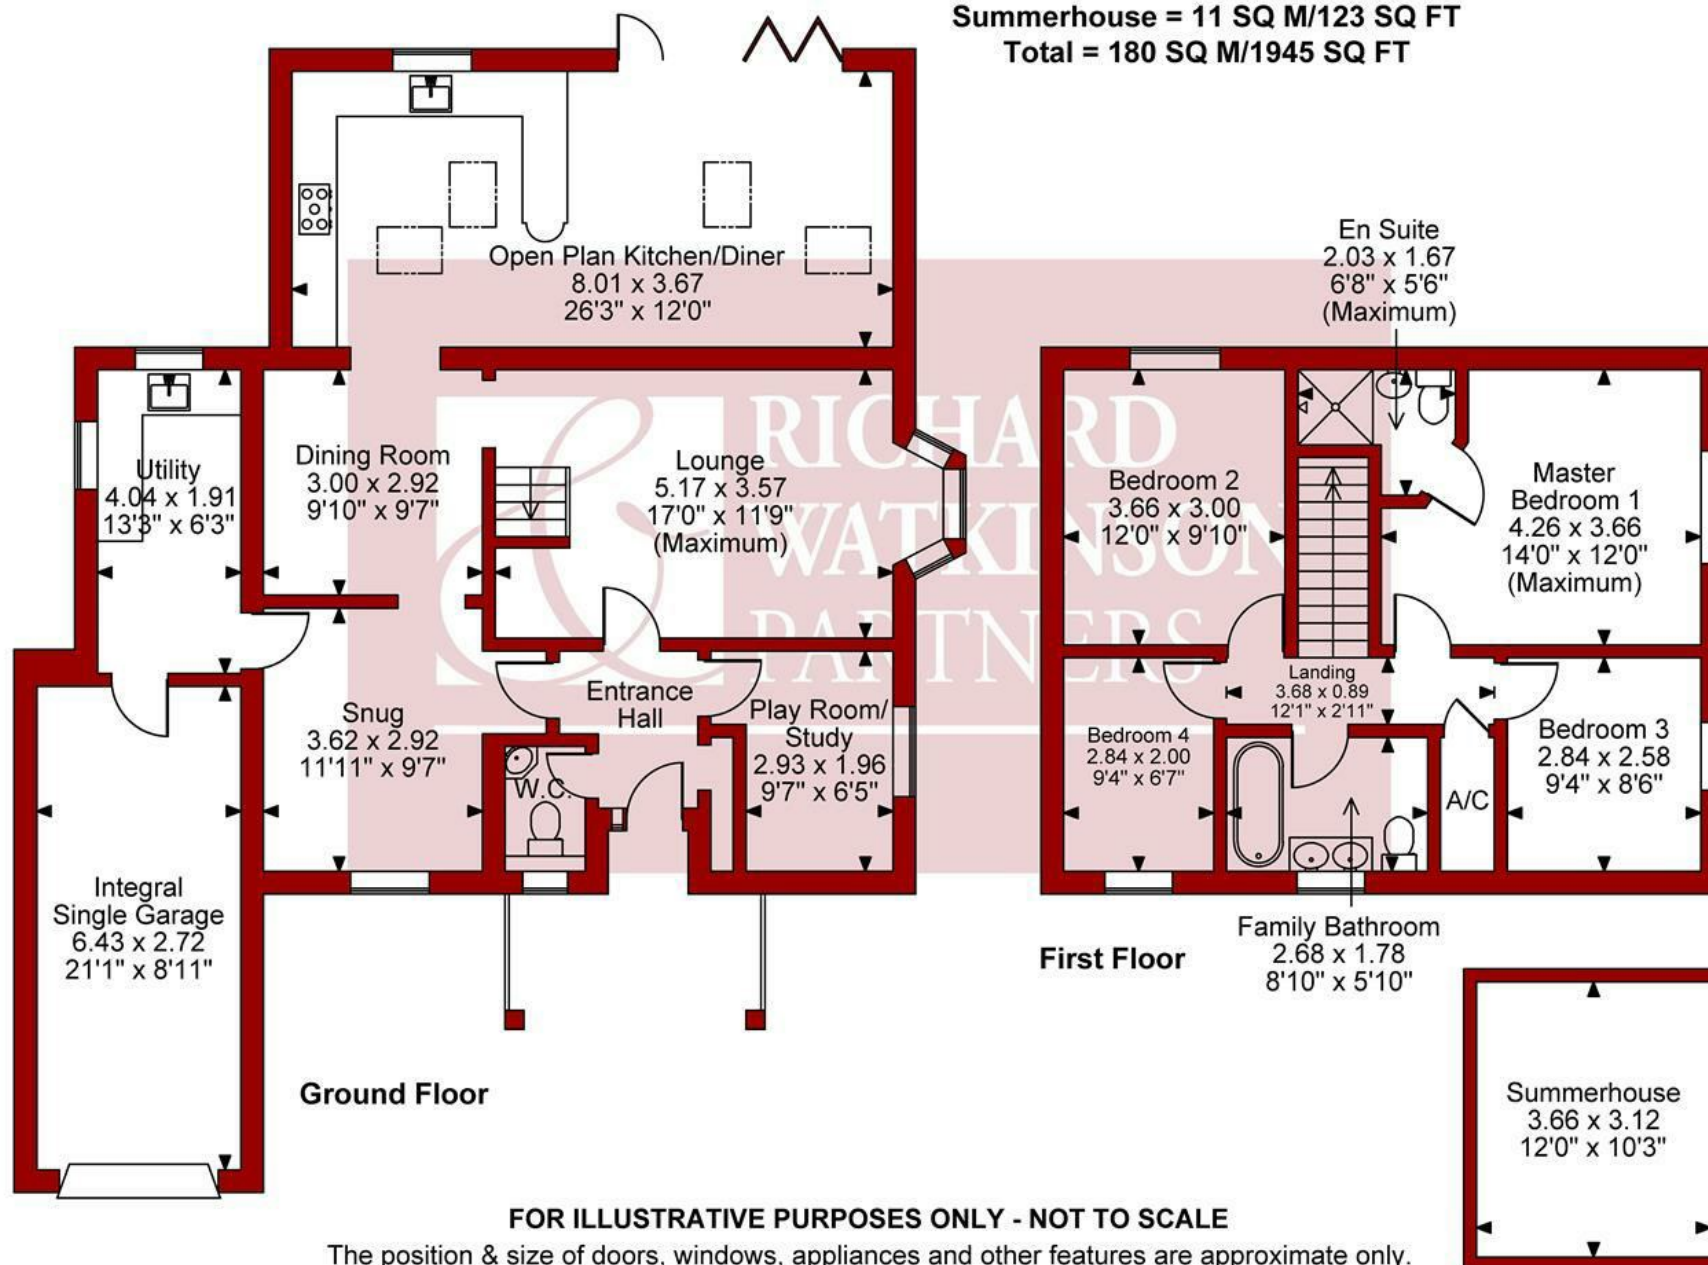 Summerhouse = 11 SQ M/123 SQ FT
Total = 180 SQ M/1945 SQ FT
Open Plan Kitchen/Diner
8.01 x 3.67
26'3" x 12'0"
En Suite
2.03 x 1.67
6'8" x 5'6"
(Maximum)
Utility
4.04 x 1.91
13'3" x 6'3"
Dining Room
3.00 x 2.92
9'10" x 9'7"
Lounge
5.17 x 3.57
17'0" x 11'9"
(Maximum)
& RICHARD
WATKINSON
PARTNERS
Bedroom 2
3.66 x 3.00
12'0" x 9'10"
Master
Bedroom 1
4.26 x 3.66
14'0" x 12'0"
(Maximum)
Snug
3.62 x 2.92
11'11" x 9'7"
Entrance
Hall
W.C.
Play Room/
Study
2.93 x 1.96
9'7" x 6'5"
Landing
3.68 x 0.89
12'1" x 2'11"
Bedroom 4
2.84 x 2.00
9'4" x 6'7"
A/C
Bedroom 3
2.84 x 2.58
9'4" x 8'6"
Integral
Single Garage
6.43 x 2.72
21'1" x 8'11"
Family Bathroom
2.68 x 1.78
8'10" x 5'10"
First Floor
Ground Floor
Summerhouse
3.66 x 3.12
12'0" x 10'3"
FOR ILLUSTRATIVE PURPOSES ONLY - NOT TO SCALE
The position & size of doors, windows, appliances and other features are approximate only.